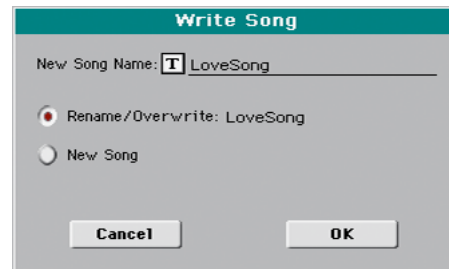 Write Song
New Song Name: T LoveSong
Rename/Overwrite: LoveSong
New Song
Cancel OK